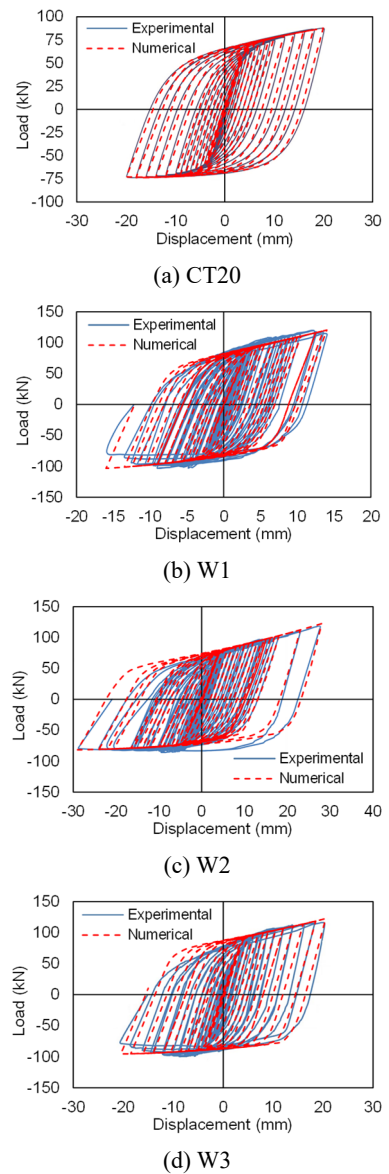 100
75
50
25
0
-25
-50
-75
-100
Load (kN)
Experimental
Numerical
-30 -20 -10 0 10 20 30
Displacement (mm)
(a) CT20
150
100
50
0
-50
-100
-150
Load (kN)
Experimental
Numerical
-20 -15 -10 -5 0 5 10 15 20
Displacement (mm)
(b) W1
150
100
50
0
-50
-100
-150
Load (kN)
Experimental
Numerical
-30 -20 -10 0 10 20 30 40
Displacement (mm)
(c) W2
150
100
50
0
-50
-100
-150
Load (kN)
Experimental
Numerical
-30 -20 -10 0 10 20 30
Displacement (mm)
(d) W3